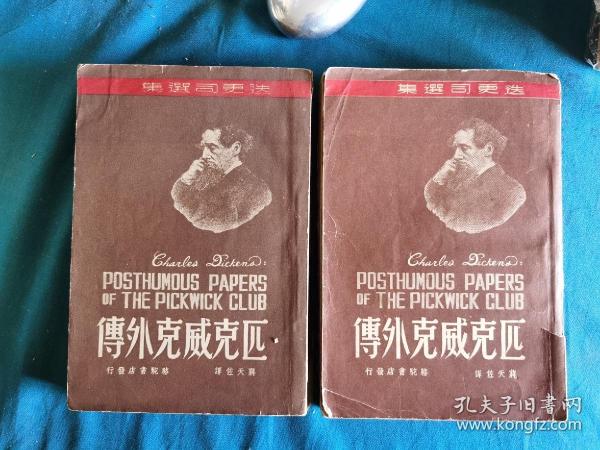 迭更司選集
Charles Dickens:
POSTHUMOUS PAPERS
OF THE PICKWICK CLUB
匹克威克外傳
蔣天佐譯 駱駝書店發行
迭更司選集
Charles Dickens:
POSTHUMOUS PAPERS
OF THE PICKWICK CLUB
匹克威克外傳
蔣天佐譯 駱駝書店發行
孔夫子旧书网
www.kongfz.com